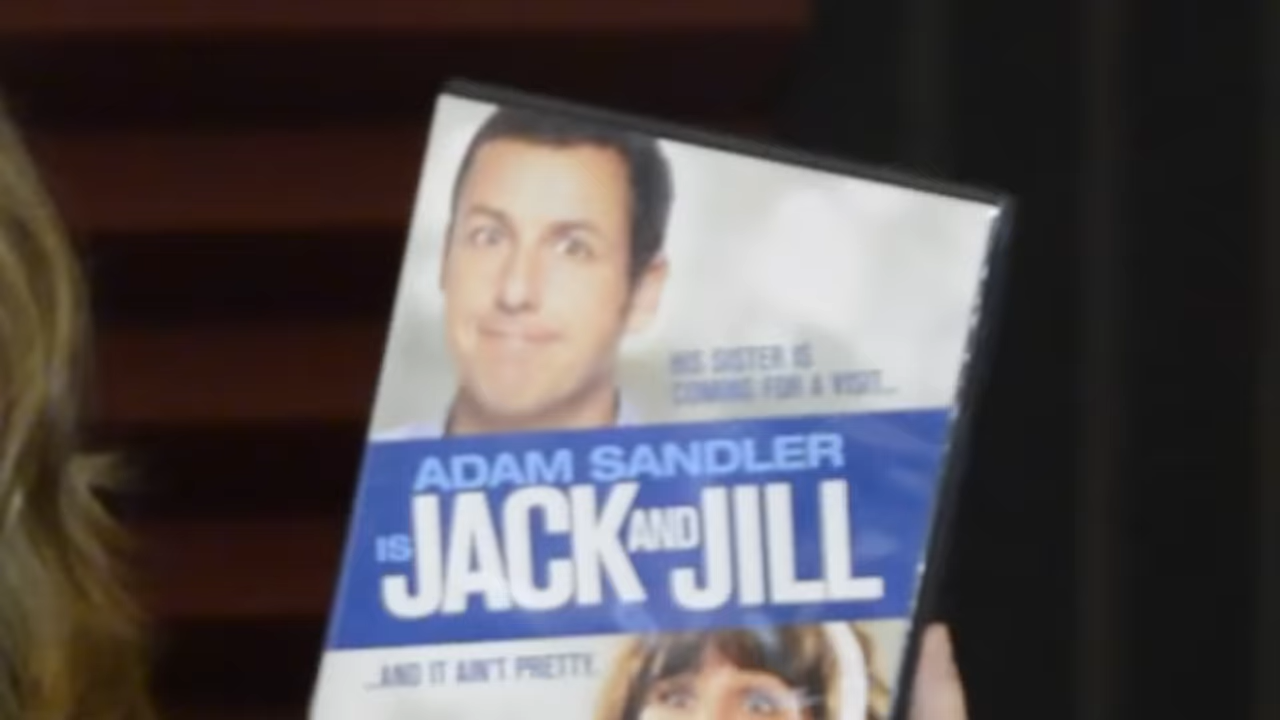 HIS SISTER IS
COMING FOR A VISIT...
ADAM SANDLER
IS JACK AND JILL
...AND IT AIN'T PRETTY.